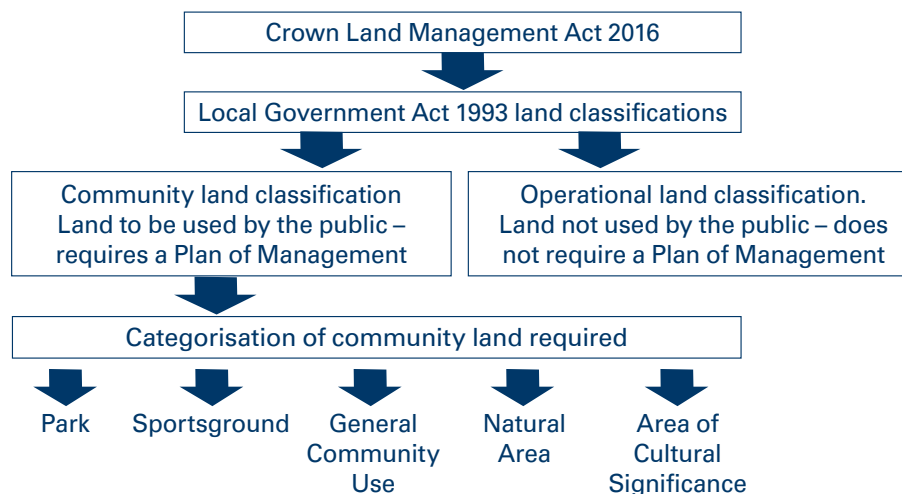 Crown Land Management Act 2016
Local Government Act 1993 land classifications
Community land classification
Land to be used by the public –
requires a Plan of Management
Operational land classification.
Land not used by the public – does
not require a Plan of Management
Categorisation of community land required
Park
Sportsground
General
Community
Use
Natural
Area
Area of
Cultural
Significance